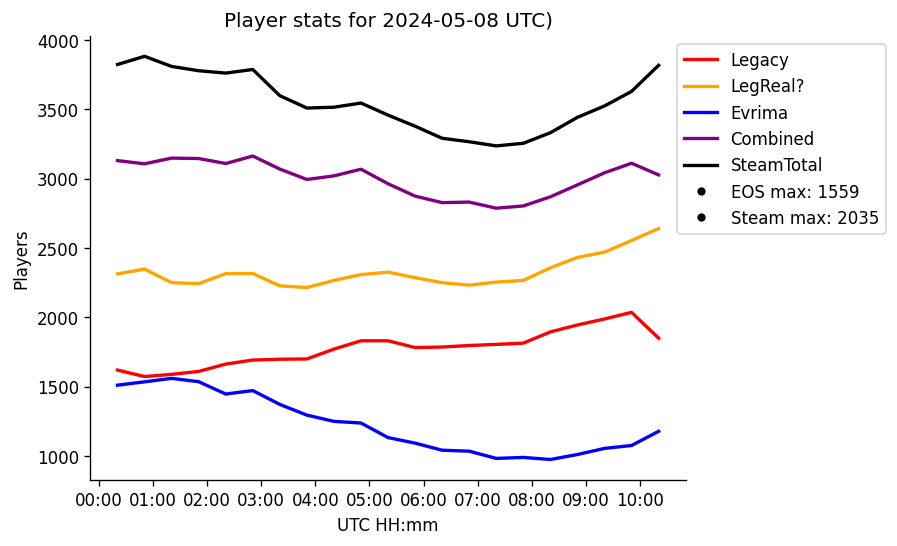 Player stats for 2024-05-08 UTC)
4000
3500
3000
2500
2000
1500
1000
Players
00:00 01:00 02:00 03:00 04:00 05:00 06:00 07:00 08:00 09:00 10:00
UTC HH:mm
Legacy
LegReal?
Evrima
Combined
SteamTotal
EOS max: 1559
Steam max: 2035